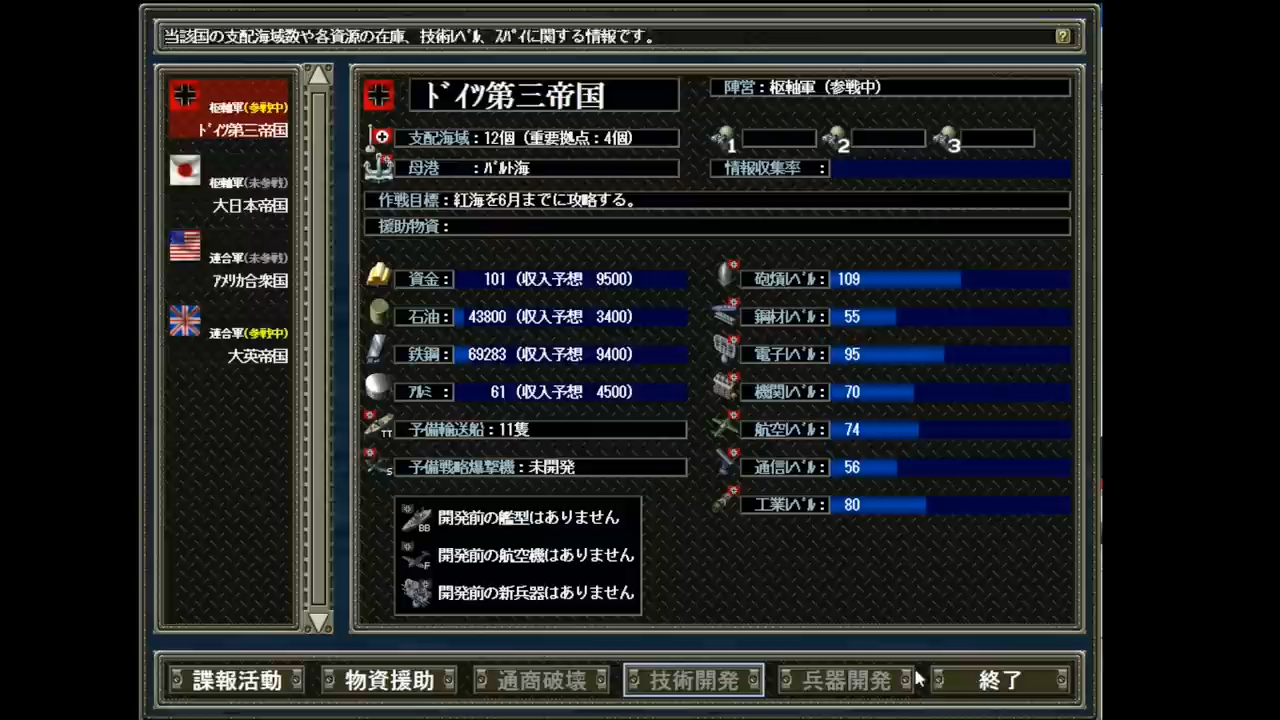 当該国の支配海域数や各資源の在庫、技術ﾚﾍﾞﾙ、ｽﾊﾟｲに関する情報です。
?
枢軸軍(参戦中)
ﾄﾞｲﾂ第三帝国
枢軸軍(未参戦)
大日本帝国
連合軍(未参戦)
ｱﾒﾘｶ合衆国
連合軍(参戦中)
大英帝国
ﾄﾞｲﾂ第三帝国
陣営：枢軸軍（参戦中）
支配海域：12個（重要拠点：4個）
1 2 3
母港　　：ﾊﾞﾙﾄ海
情報収集率　：
作戦目標：紅海を6月までに攻略する。
援助物資：
資金： 101（収入予想 9500）
石油： 43800（収入予想 3400）
鉄鋼： 69283（収入予想 9400）
ｱﾙﾐ ： 61（収入予想 4500）
TT 予備輸送船：11隻
S 予備戦略爆撃機：未開発
砲熕ﾚﾍﾞﾙ： 109
鋼材ﾚﾍﾞﾙ： 55
電子ﾚﾍﾞﾙ： 95
機関ﾚﾍﾞﾙ： 70
航空ﾚﾍﾞﾙ： 74
通信ﾚﾍﾞﾙ： 56
工業ﾚﾍﾞﾙ： 80
BB 開発前の艦型はありません
F 開発前の航空機はありません
開発前の新兵器はありません
諜報活動 物資援助 通商破壊 技術開発 兵器開発 終了